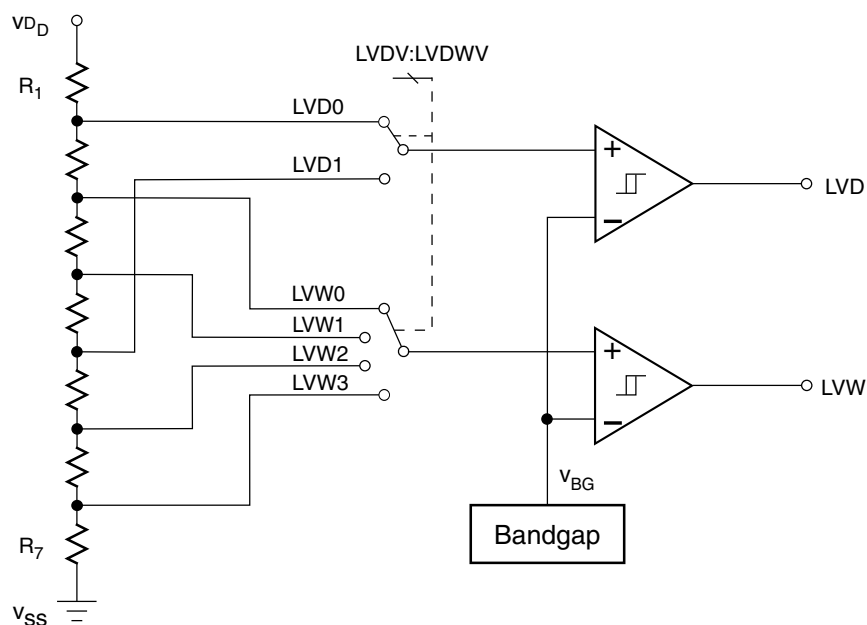 vDD
LVDV:LVDWV
R1
LVD0
+
LVD1
−
LVD
LVW0
LVW1
+
LVW2
LVW3
−
LVW
vBG
Bandgap
R7
vSS